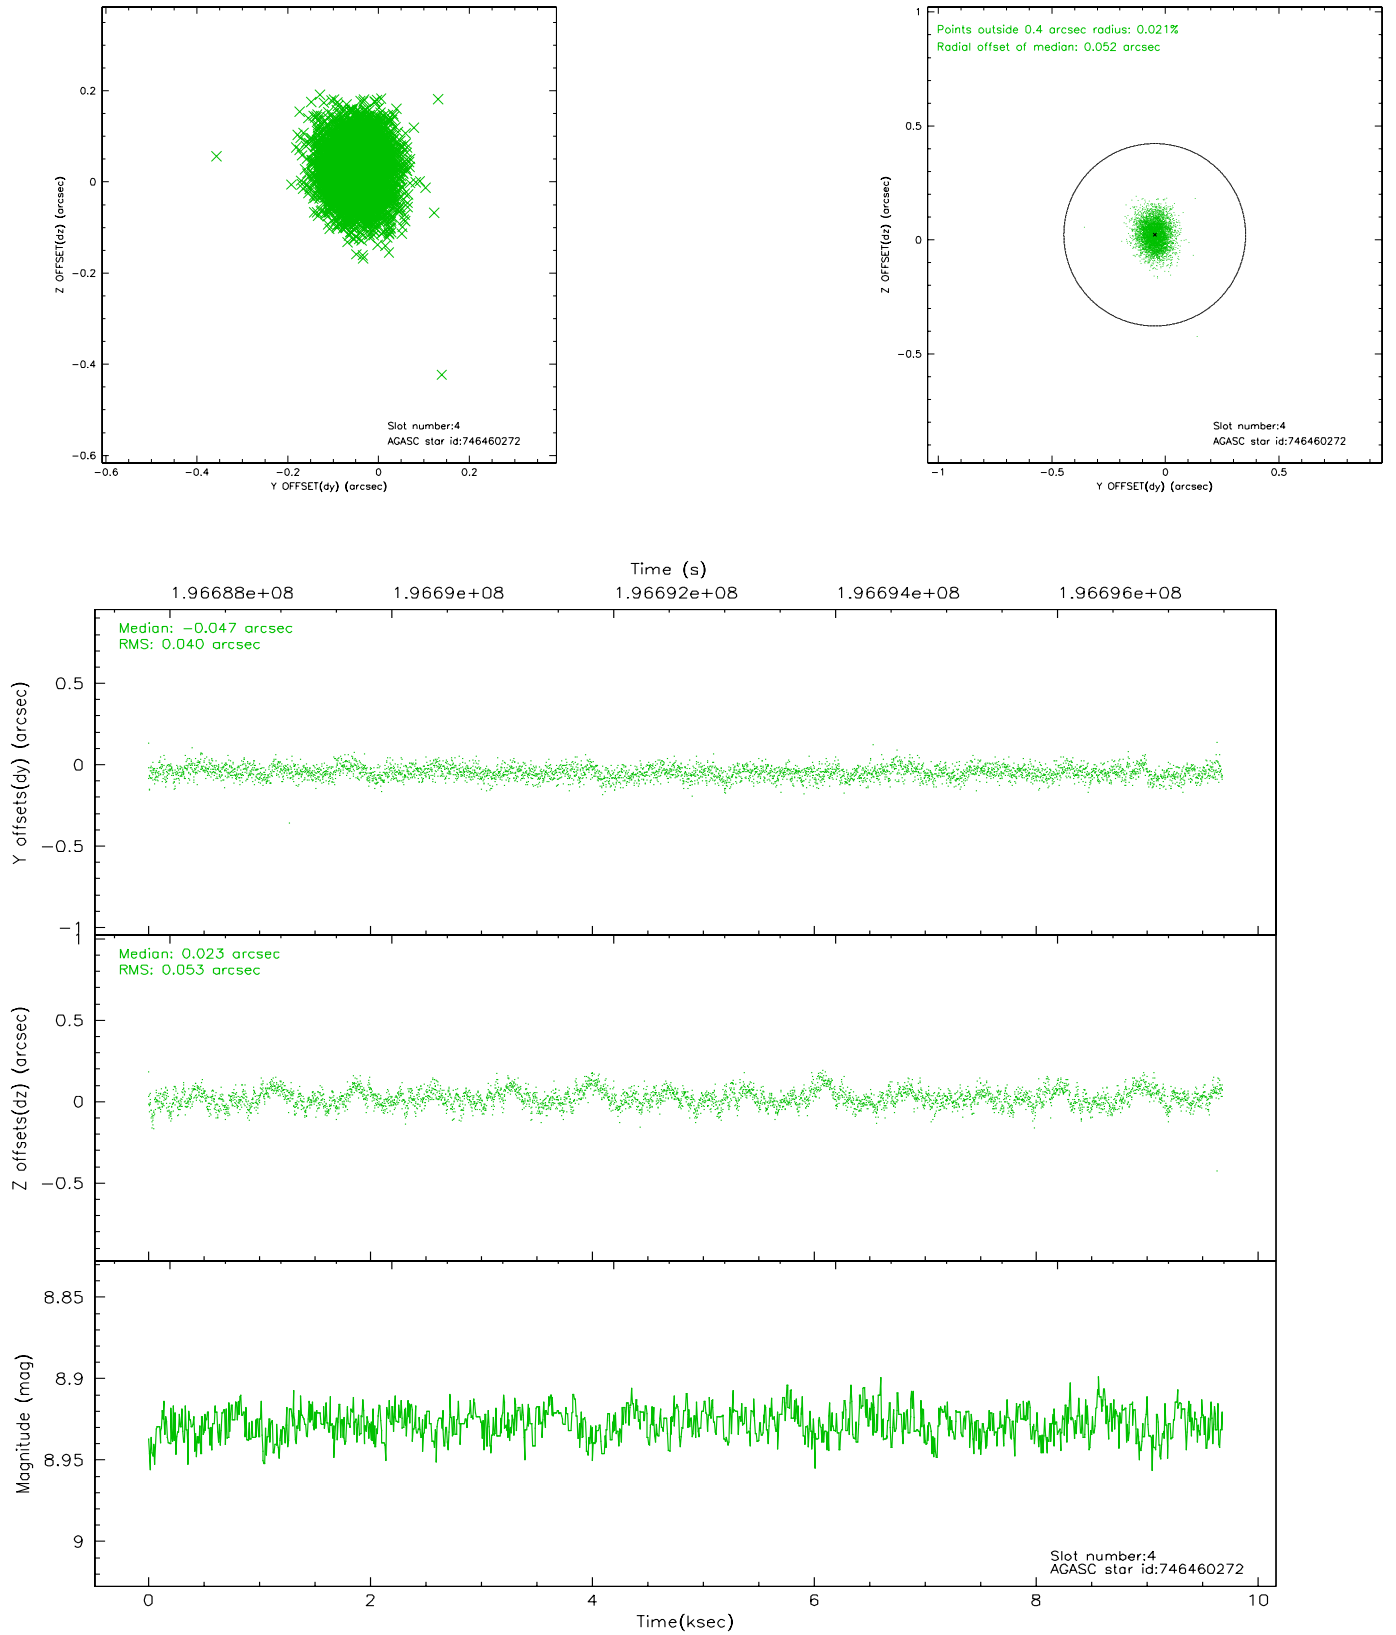 0.2
0
−0.2
−0.4
−0.6
Z OFFSET(dz) (arcsec)
Slot number:4
AGASC star id:746460272
−0.6
−0.4
−0.2
0
0.2
Y OFFSET(dy) (arcsec)
1
0.5
0
−0.5
Z OFFSET(dz) (arcsec)
Points outside 0.4 arcsec radius: 0.021%
Radial offset of median: 0.052 arcsec
Slot number:4
AGASC star id:746460272
−1
−0.5
0
0.5
Y OFFSET(dy) (arcsec)
Time (s)
1.96688e+08
1.9669e+08
1.96692e+08
1.96694e+08
1.96696e+08
Median: −0.047 arcsec
RMS: 0.040 arcsec
0.5
0
−0.5
−1
Y offsets(dy) (arcsec)
Median: 0.023 arcsec
RMS: 0.053 arcsec
1
0.5
0
−0.5
Z offsets(dz) (arcsec)
8.85
8.9
8.95
9
Magnitude (mag)
Slot number:4
AGASC star id:746460272
0
2
4
6
8
10
Time(ksec)